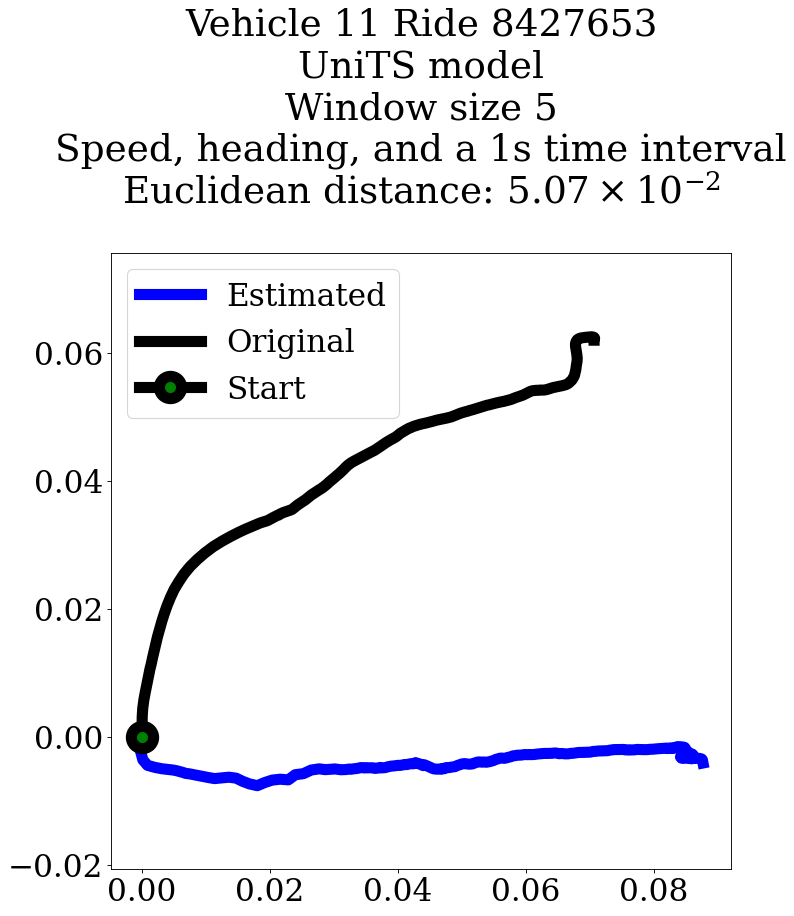 Vehicle 11 Ride 8427653
UniTS model
Window size 5
Speed, heading, and a 1s time interval
Euclidean distance: 5.07 × 10⁻²
Estimated
Original
Start
0.06
0.04
0.02
0.00
−0.02
0.00 0.02 0.04 0.06 0.08